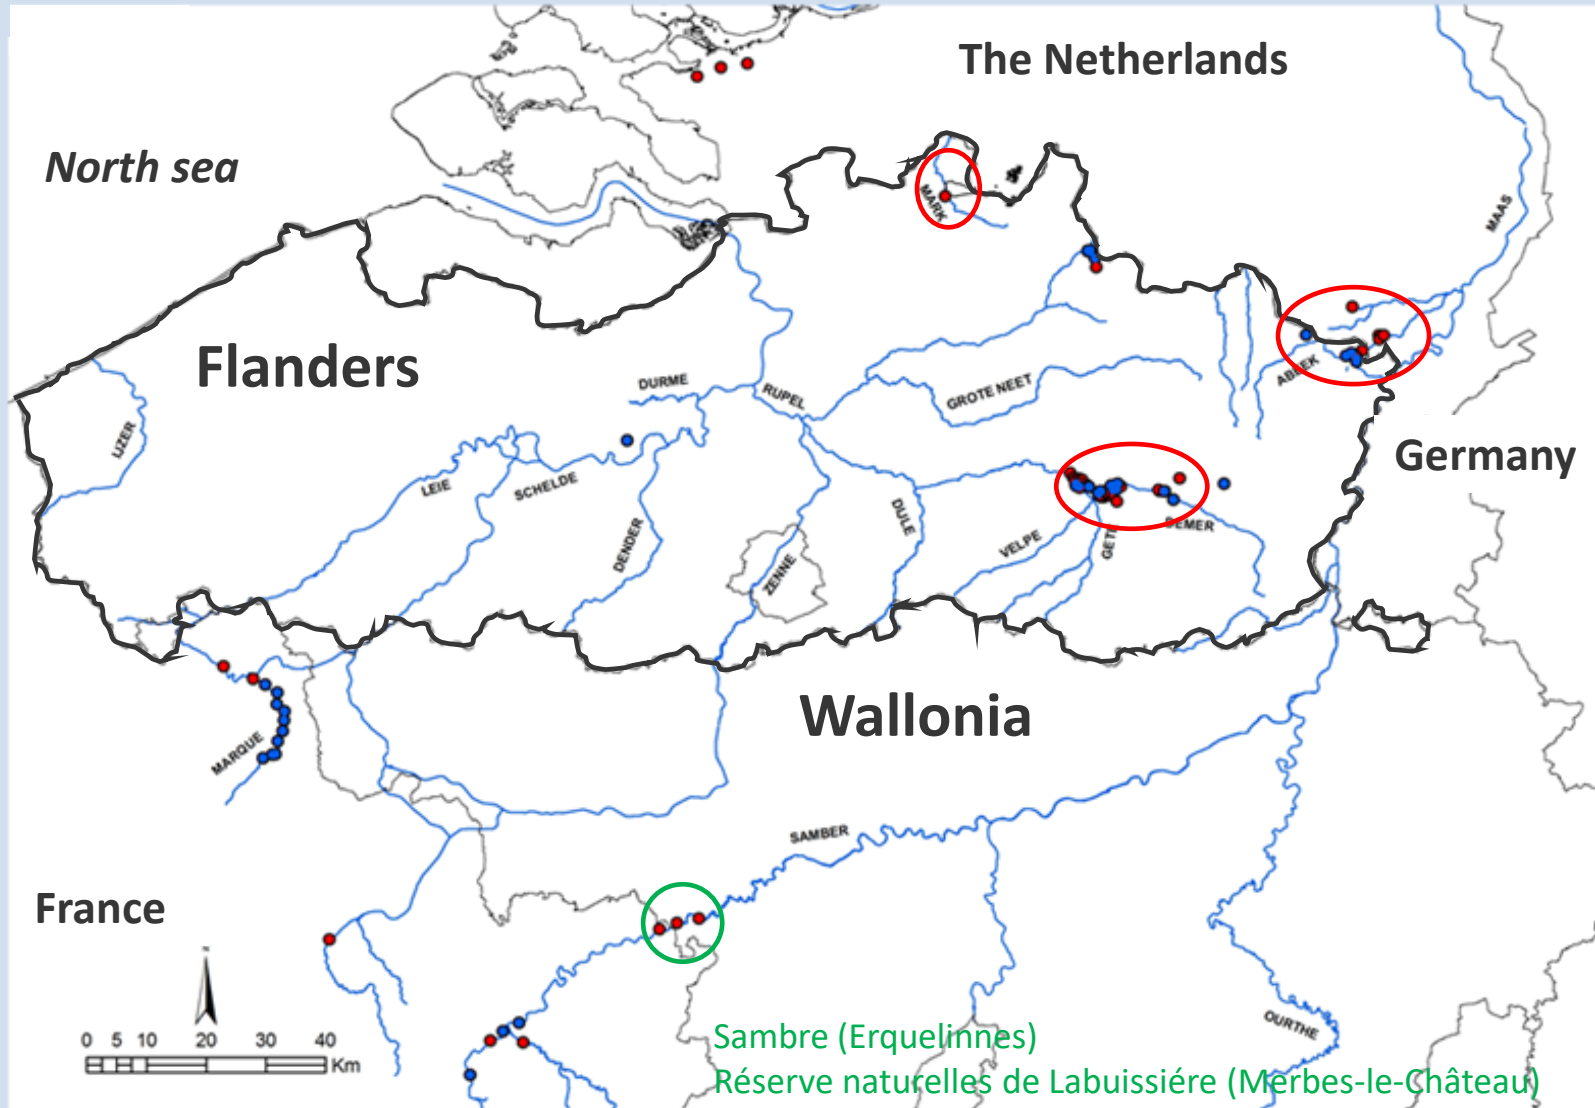 The Netherlands
North sea
MARK
MAAS
Flanders
DURME
RUPEL
GROTE NEET
ABEEK
IJZER
LEIE
SCHELDE
DENDER
ZENNE
DIJLE
VELPE
GETE
DEMER
Germany
Wallonia
MARQUE
SAMBER
France
N
0 5 10 20 30 40
Km
OURTHE
Sambre (Erquelinnes)
Réserve naturelles de Labuissiére (Merbes-le-Château)